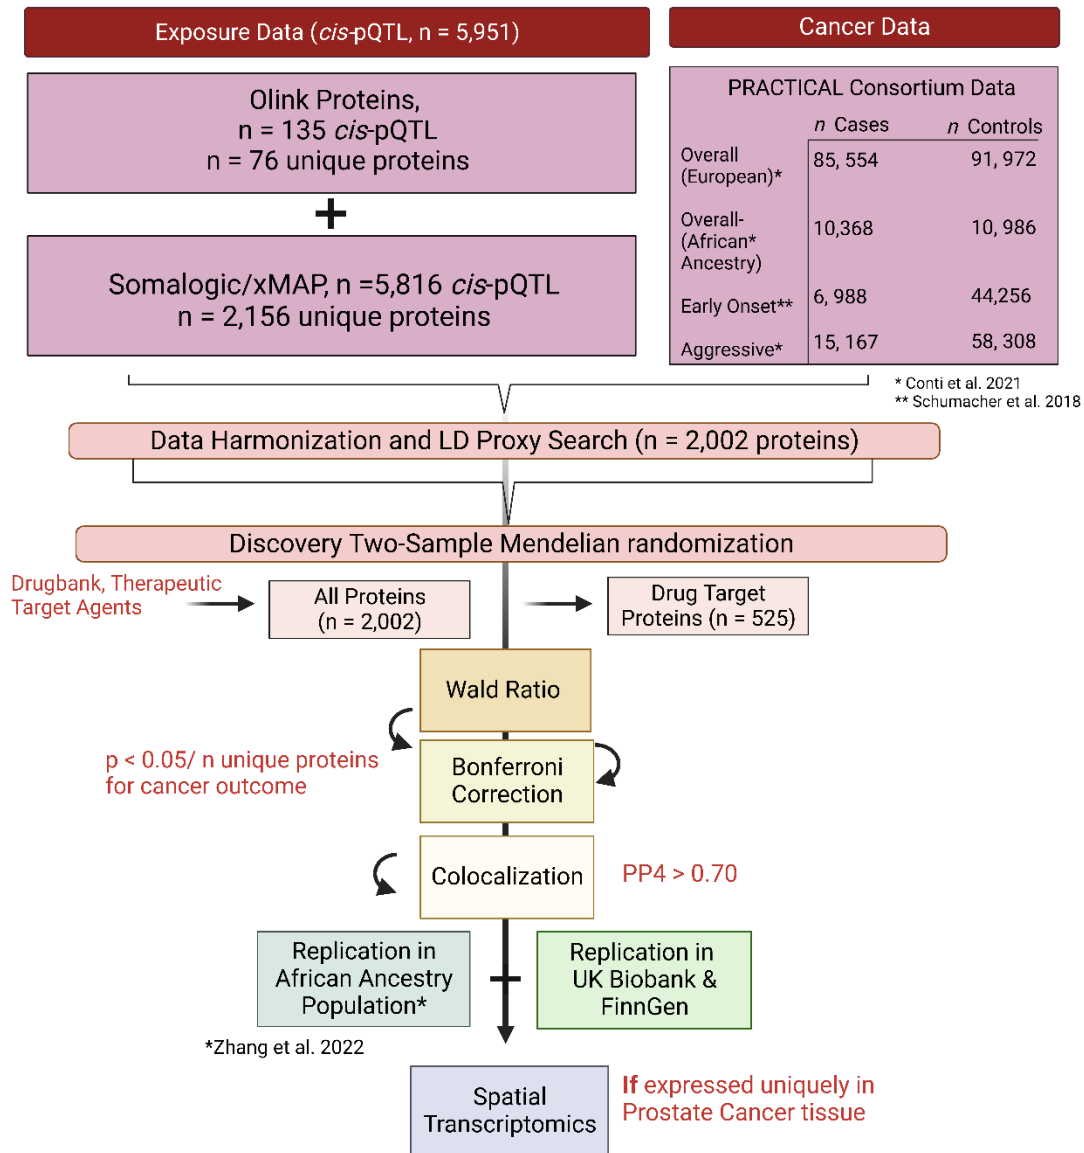 Exposure Data (cis-pQTL, n = 5,951)
Cancer Data
Olink Proteins,
n = 135 cis-pQTL
n = 76 unique proteins
+
Somalogic/xMAP, n =5,816 cis-pQTL
n = 2,156 unique proteins
PRACTICAL Consortium Data
n Cases n Controls
Overall
(European)* 85, 554 91, 972
Overall-
(African* 10,368 10, 986
Ancestry)
Early Onset** 6, 988 44,256
Aggressive* 15, 167 58, 308
* Conti et al. 2021
** Schumacher et al. 2018
Data Harmonization and LD Proxy Search (n = 2,002 proteins)
Discovery Two-Sample Mendelian randomization
Drugbank, Therapeutic
Target Agents
All Proteins
(n = 2,002)
Drug Target
Proteins (n = 525)
Wald Ratio
p < 0.05/ n unique proteins
for cancer outcome
Bonferroni
Correction
Colocalization
PP4 > 0.70
Replication in
African Ancestry
Population*
Replication in
UK Biobank &
FinnGen
*Zhang et al. 2022
Spatial
Transcriptomics
If expressed uniquely in
Prostate Cancer tissue